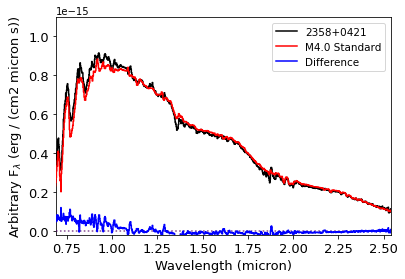 1e−15
2358+0421
M4.0 Standard
Difference
Arbitrary Fλ (erg / (cm2 micron s))
1.0
0.8
0.6
0.4
0.2
0.0
0.75 1.00 1.25 1.50 1.75 2.00 2.25 2.50
Wavelength (micron)